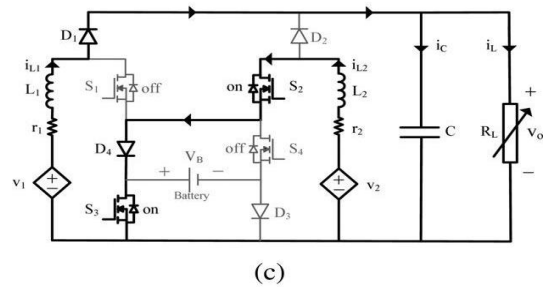 D1 D2
iC iL
iL1 S1 off on S2 iL2
L1 L2
r1 D4 VB off S4 r2 C RL + vo −
+ −
Battery
v1 + − S3 on D3 v2 + −
(c)